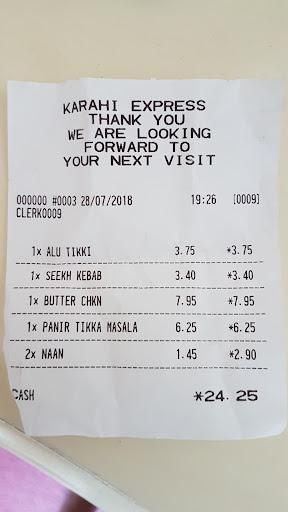 KARAHI EXPRESS
THANK YOU
WE ARE LOOKING
FORWARD TO
YOUR NEXT VISIT
000000 #0003 28/07/2018 19:26 [0009]
CLERK0009
1x ALU TIKKI 3.75 *3.75
1x SEEKH KEBAB 3.40 *3.40
1x BUTTER CHKN 7.95 *7.95
1x PANIR TIKKA MASALA 6.25 *6.25
2x NAAN 1.45 *2.90
CASH *24.25